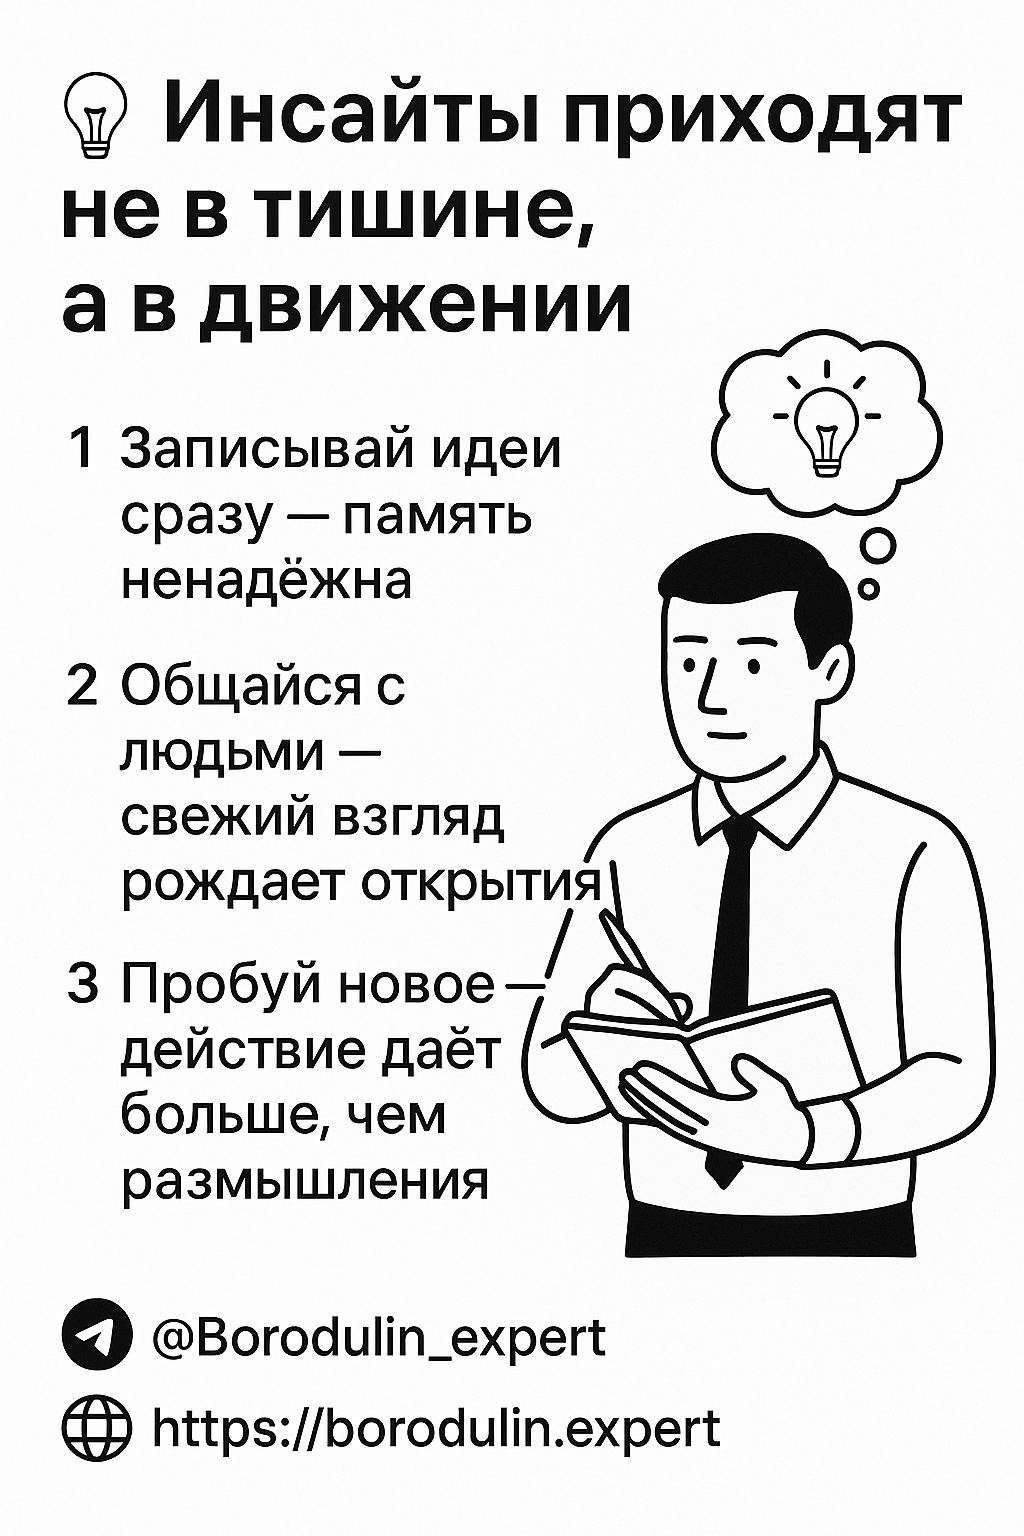 Инсайты приходят
не в тишине,
а в движении
1 Записывай идеи
сразу — память
ненадёжна
2 Общайся с
людьми —
свежий взгляд
рождает открытия
3 Пробуй новое —
действие даёт
больше, чем
размышления
@Borodulin_expert
https://borodulin.expert